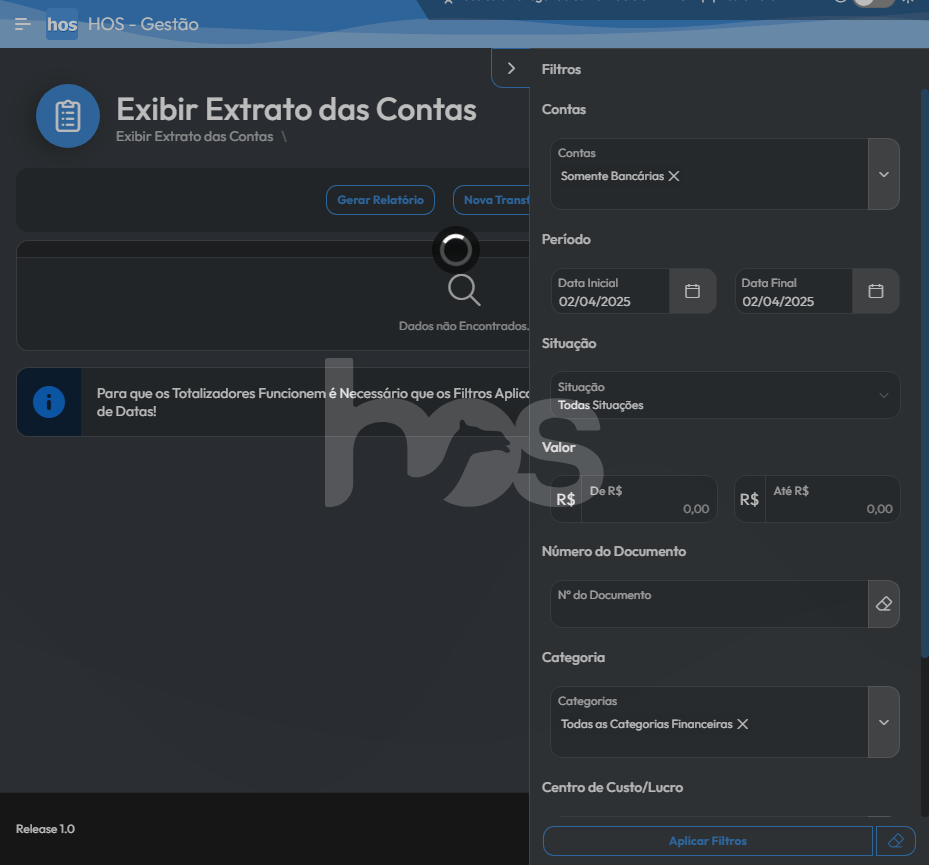 hos HOS - Gestão
Filtros
Exibir Extrato das Contas
Exibir Extrato das Contas \
Gerar Relatório
Nova Transf
Dados não Encontrados.
Para que os Totalizadores Funcionem é Necessário que os Filtros Aplic
de Datas!
hos
Release 1.0
Contas
Contas
Somente Bancárias
Período
Data Inicial
02/04/2025
Data Final
02/04/2025
Situação
Situação
Todas Situações
Valor
R$
De R$
0,00
R$
Até R$
0,00
Número do Documento
Nº do Documento
Categoria
Categorias
Todas as Categorias Financeiras
Centro de Custo/Lucro
Aplicar Filtros